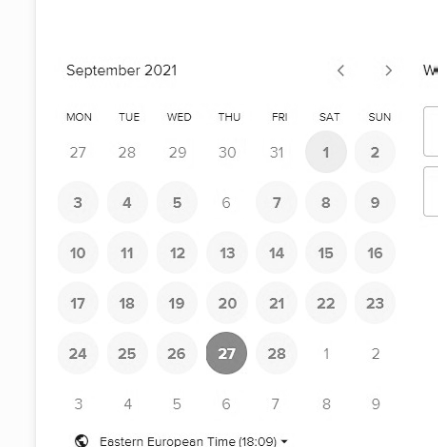 September 2021
MON TUE WED THU FRI SAT SUN
27 28 29 30 31 1 2
3 4 5 6 7 8 9
10 11 12 13 14 15 16
17 18 19 20 21 22 23
24 25 26 27 28 1 2
3 4 5 6 7 8 9
Eastern European Time (18:09)